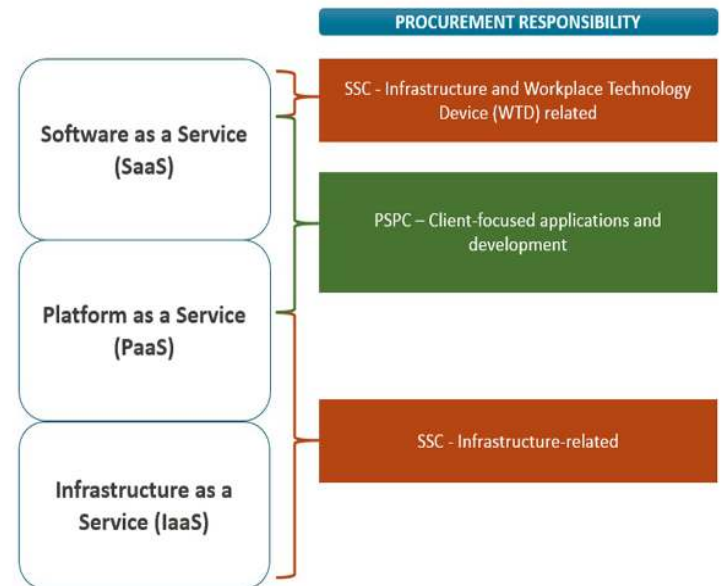 PROCUREMENT RESPONSIBILITY
SSC - Infrastructure and Workplace Technology
Device (WTD) related
Software as a Service
(SaaS)
PSPC – Client-focused applications and
development
Platform as a Service
(PaaS)
SSC - Infrastructure-related
Infrastructure as a
Service (IaaS)